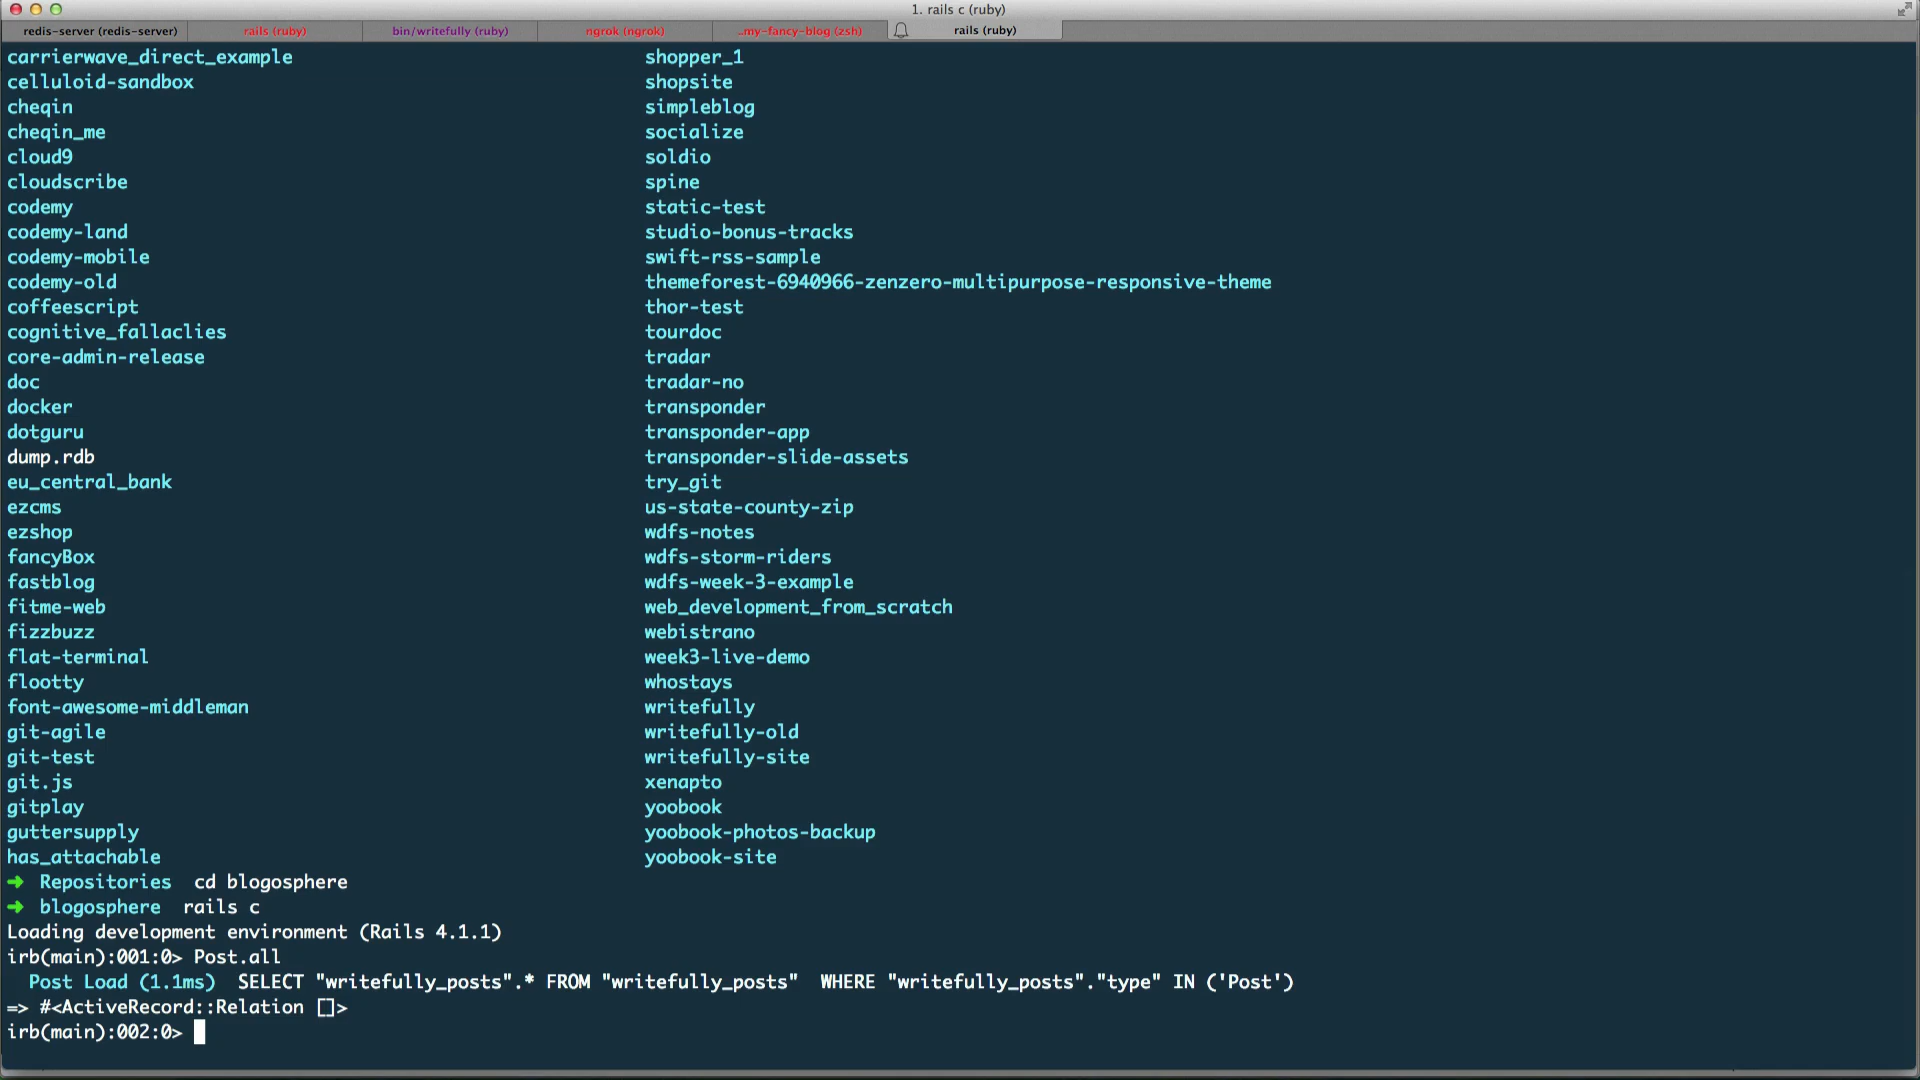 1. rails c (ruby)
redis-server (redis-server) rails (ruby) bin/writefully (ruby) ngrok (ngrok) ..my-fancy-blog (zsh) rails (ruby)
carrierwave_direct_example shopper_1
celluloid-sandbox shopsite
cheqin simpleblog
cheqin_me socialize
cloud9 soldio
cloudscribe spine
codemy static-test
codemy-land studio-bonus-tracks
codemy-mobile swift-rss-sample
codemy-old themeforest-6940966-zenzero-multipurpose-responsive-theme
coffeescript thor-test
cognitive_fallaclies tourdoc
core-admin-release tradar
doc tradar-no
docker transponder
dotguru transponder-app
dump.rdb transponder-slide-assets
eu_central_bank try_git
ezcms us-state-county-zip
ezshop wdfs-notes
fancyBox wdfs-storm-riders
fastblog wdfs-week-3-example
fitme-web web_development_from_scratch
fizzbuzz webistrano
flat-terminal week3-live-demo
flootty whostays
font-awesome-middleman writefully
git-agile writefully-old
git-test writefully-site
git.js xenapto
gitplay yoobook
guttersupply yoobook-photos-backup
has_attachable yoobook-site
➜ Repositories cd blogosphere
➜ blogosphere rails c
Loading development environment (Rails 4.1.1)
irb(main):001:0> Post.all
Post Load (1.1ms) SELECT "writefully_posts".* FROM "writefully_posts" WHERE "writefully_posts"."type" IN ('Post')
=> #<ActiveRecord::Relation []>
irb(main):002:0>